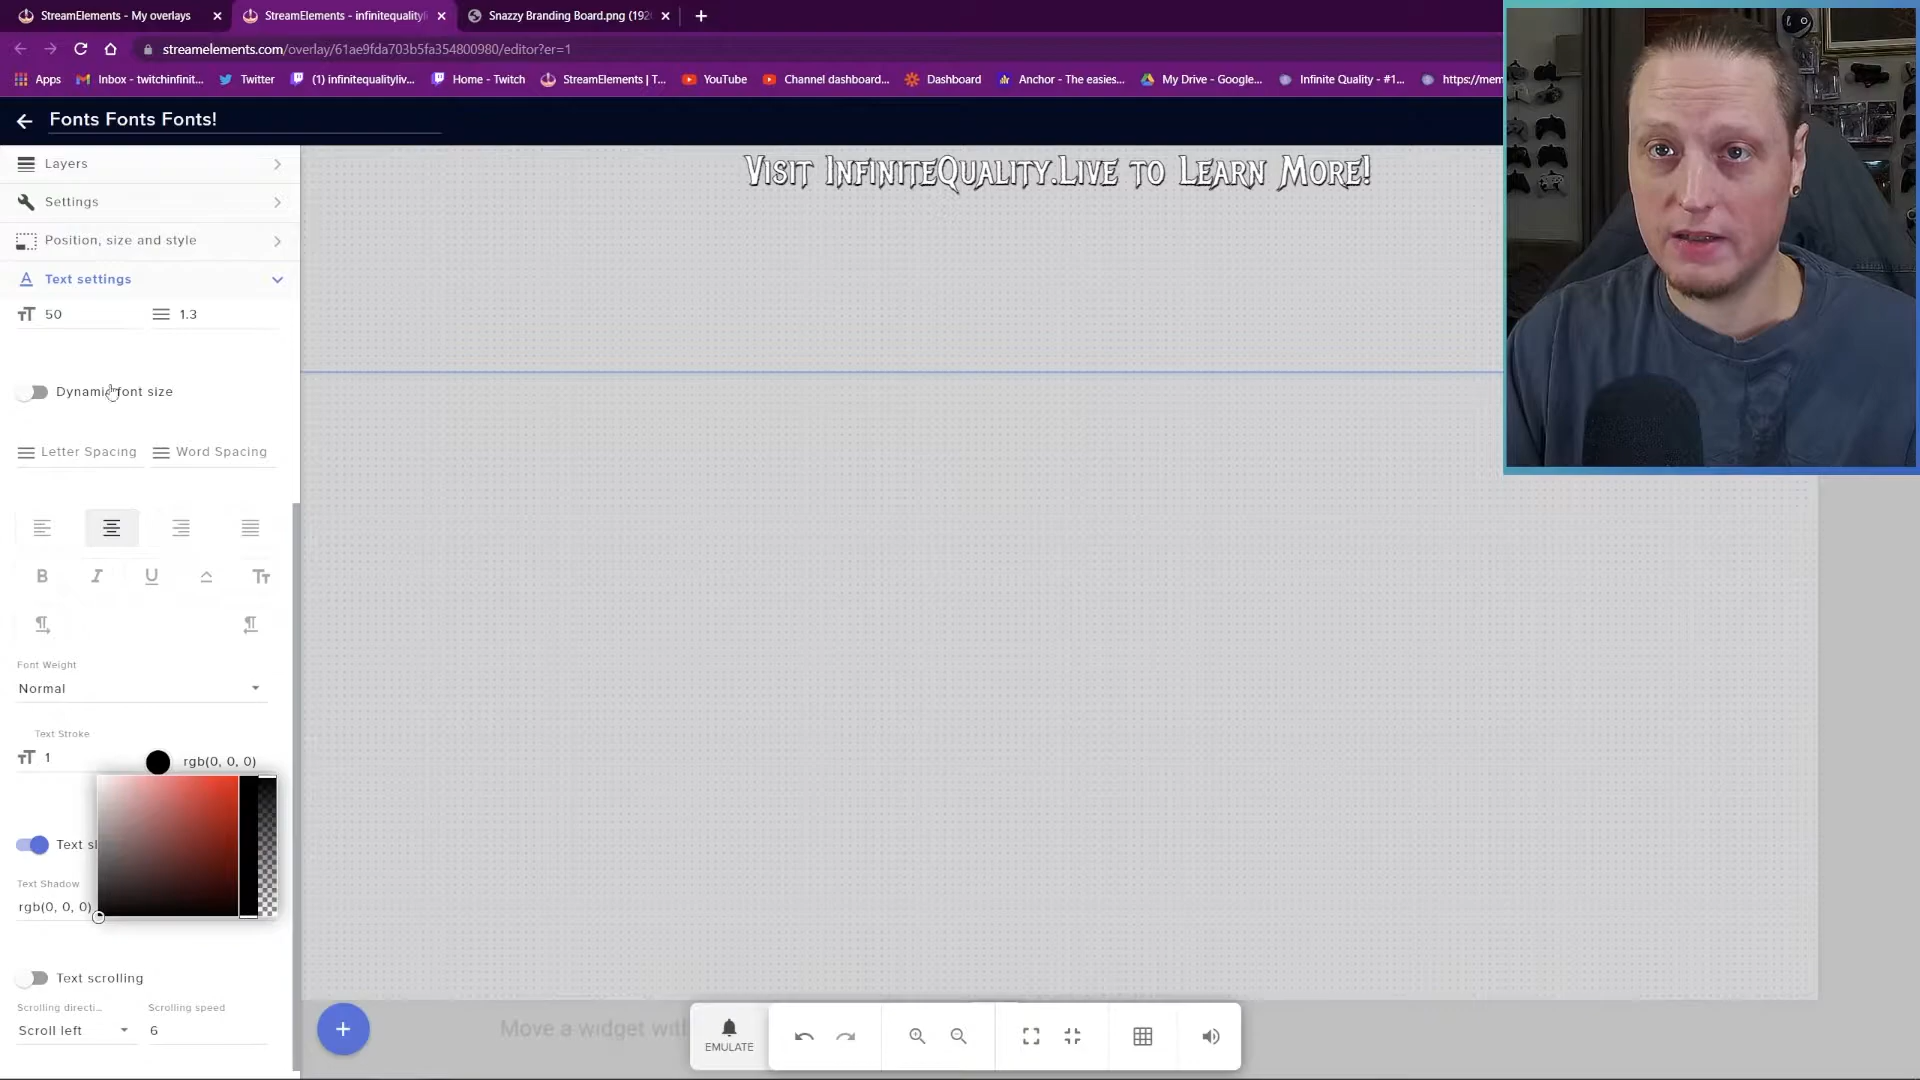 StreamElements - My overlays
StreamElements - infinitequalityl
Snazzy Branding Board.png (192
streamelements.com/overlay/61ae9fda703b5fa354800980/editor?er=1
Apps
Inbox - twitchinfinit...
Twitter
(1) infinitequalityliv...
Home - Twitch
StreamElements | T...
YouTube
Channel dashboard...
Dashboard
Anchor - The easies...
My Drive - Google...
Infinite Quality - #1...
https://mem
Fonts Fonts Fonts!
Layers
Visit InfiniteQuality.Live to Learn More!
Settings
Position, size and style
Text settings
50
1.3
Dynamic font size
Letter Spacing
Word Spacing
Font Weight
Normal
Text Stroke
1
rgb(0, 0, 0)
Text s
Text Shadow
rgb(0, 0, 0)
Text scrolling
Scrolling directi...
Scrolling speed
Scroll left
6
Move a widget wit
EMULATE